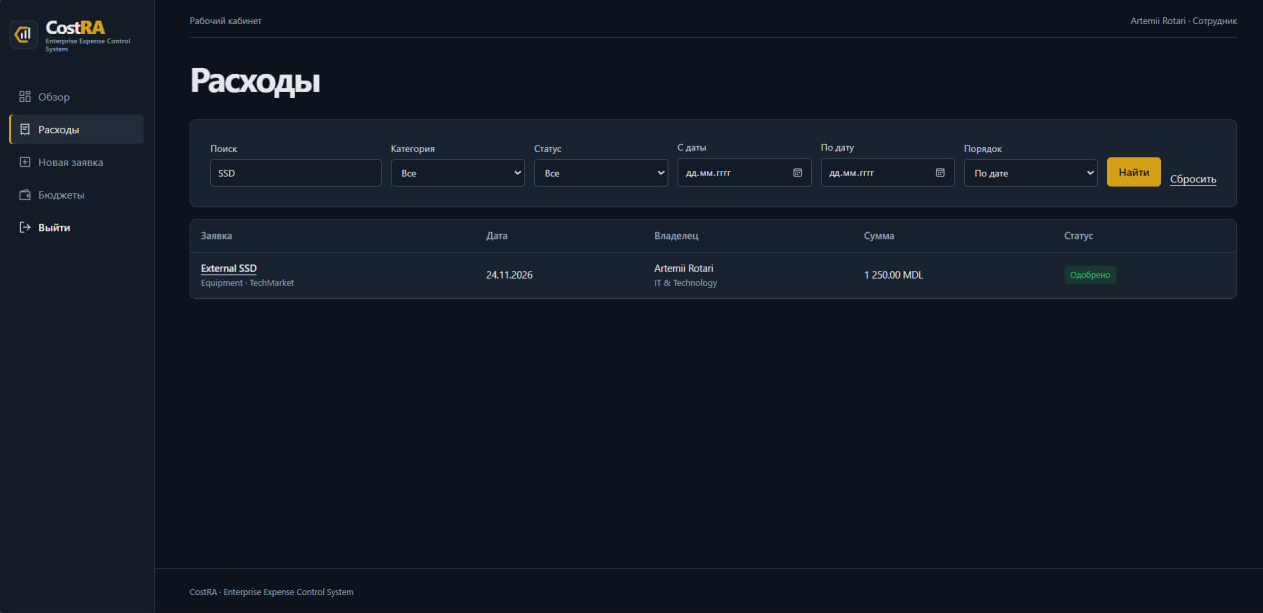 CostRA
Enterprise Expense Control
System
Обзор
Расходы
Новая заявка
Бюджеты
Выйти
Рабочий кабинет
Artemii Rotari · Сотрудник
Расходы
Поиск
Категория
Статус
С даты
По дату
Порядок
SSD
Все
Все
дд.мм.гггг
дд.мм.гггг
По дате
Найти
Сбросить
Заявка
Дата
Владелец
Сумма
Статус
External SSD
Equipment · TechMarket
24.11.2026
Artemii Rotari
IT & Technology
1 250.00 MDL
Одобрено
CostRA · Enterprise Expense Control System